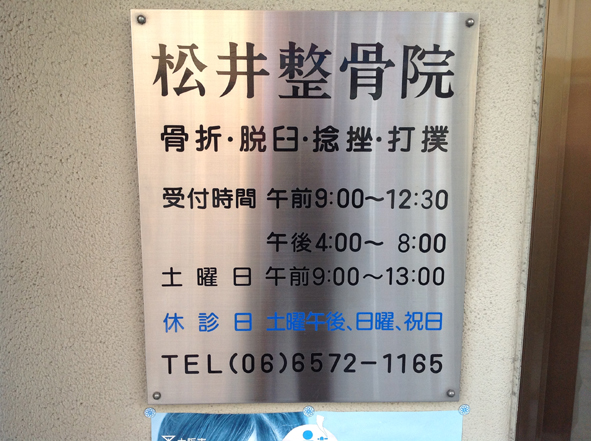 松井整骨院
骨折・脱臼・捻挫・打撲
受付時間 午前9:00〜12:30
午後4:00〜 8:00
土曜日 午前9:00〜13:00
休診日 土曜午後、日曜、祝日
TEL(06)6572-1165